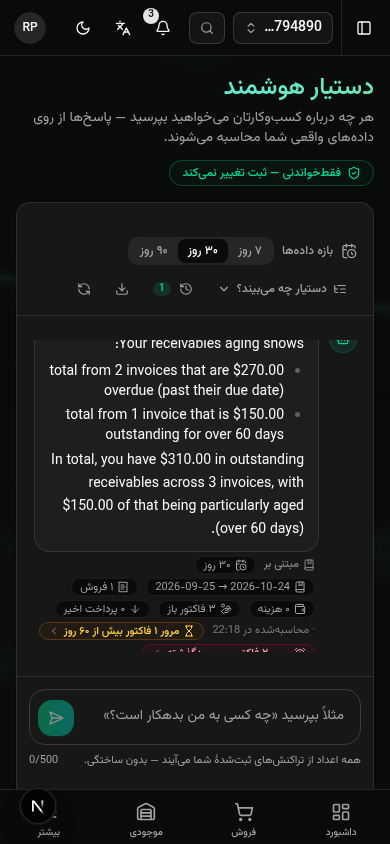 RP
3
...794890
دستیار هوشمند
هر چه درباره کسب‌وکارتان می‌خواهید بپرسید — پاسخ‌ها از روی
داده‌های واقعی شما محاسبه می‌شوند.
فقط‌خواندنی — ثبت تغییر نمی‌کند
بازه داده‌ها
۷ روز
۳۰ روز
۹۰ روز
دستیار چه می‌بیند؟
1
Your receivables aging shows:
total from 2 invoices that are $270.00
overdue (past their due date)
total from 1 invoice that is $150.00
outstanding for over 60 days
In total, you have $310.00 in outstanding
receivables across 3 invoices, with
$150.00 of that being particularly aged
(over 60 days).
مبتنی بر
۳۰ روز
2026-09-25 → 2026-10-24
۱ فروش
۰ هزینه
۳ فاکتور باز
۰ پرداخت اخیر
· محاسبه‌شده در 22:18
مرور ۱ فاکتور بیش از ۶۰ روز
مثلاً بپرسید «چه کسی به من بدهکار است؟»
همه اعداد از تراکنش‌های ثبت‌شدهٔ شما می‌آیند — بدون ساختگی.
0/500
داشبورد
فروش
موجودی
بیشتر
N